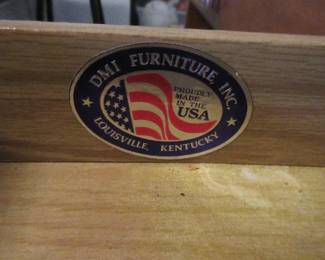 DMI FURNITURE, INC.
PROUDLY
MADE
IN THE
USA
LOUISVILLE, KENTUCKY